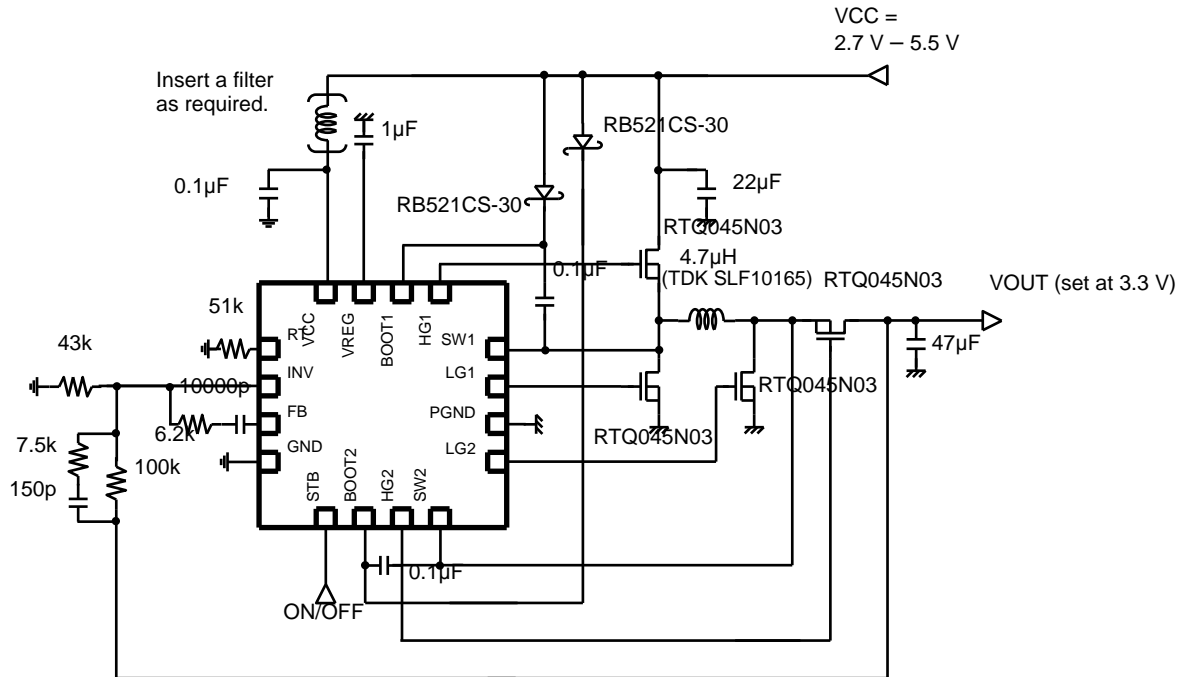 VCC =
2.7 V – 5.5 V
Insert a filter
as required.
1µF
RB521CS-30
0.1µF
22µF
RB521CS-30
RTQ045N03
4.7µH
0.1µF
(TDK SLF10165)
RTQ045N03
VOUT (set at 3.3 V)
51k
RT
VCC
VREG
BOOT1
HG1
SW1
43k
47µF
INV
10000p
LG1
RTQ045N03
FB
PGND
6.2k
RTQ045N03
7.5k
GND
LG2
100k
150p
STB
BOOT2
HG2
SW2
0.1µF
ON/OFF